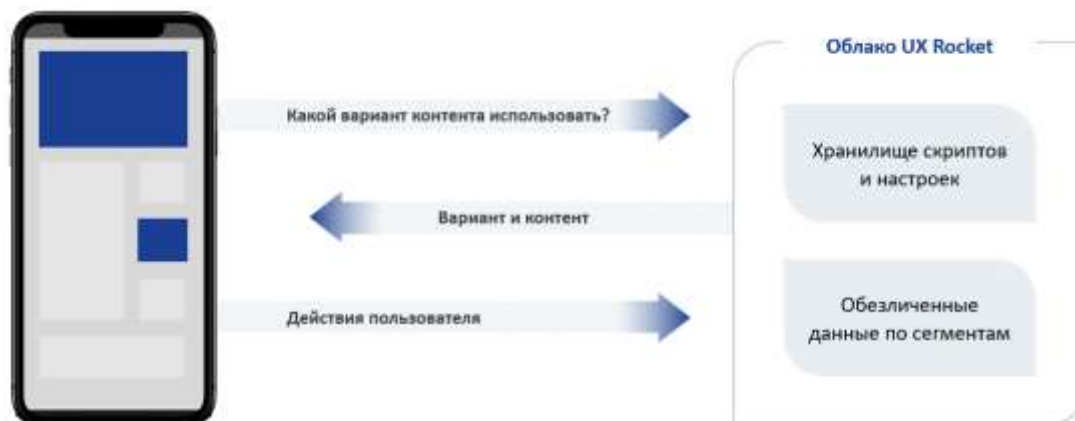 Облако UX Rocket
Какой вариант контента использовать?
Хранилище скриптов
и настроек
Вариант и контент
Действия пользователя
Обезличенные
данные по сегментам